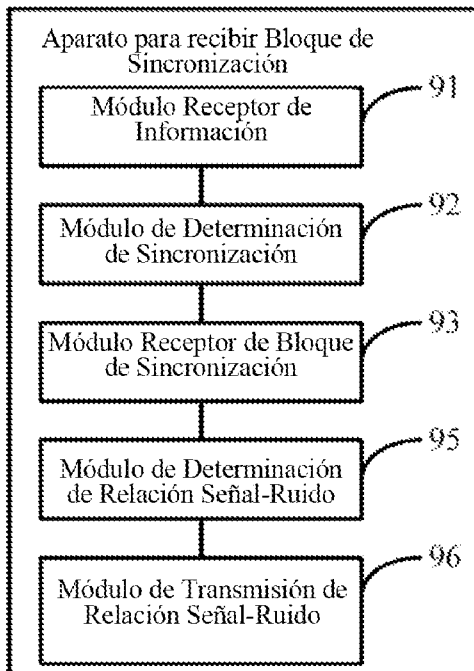 Aparato para recibir Bloque de
Sincronización
91
Módulo Receptor de
Información
92
Módulo de Determinación
de Sincronización
93
Módulo Receptor de Bloque
de Sincronización
95
Módulo de Determinación
de Relación Señal-Ruido
96
Módulo de Transmisión de
Relación Señal-Ruido